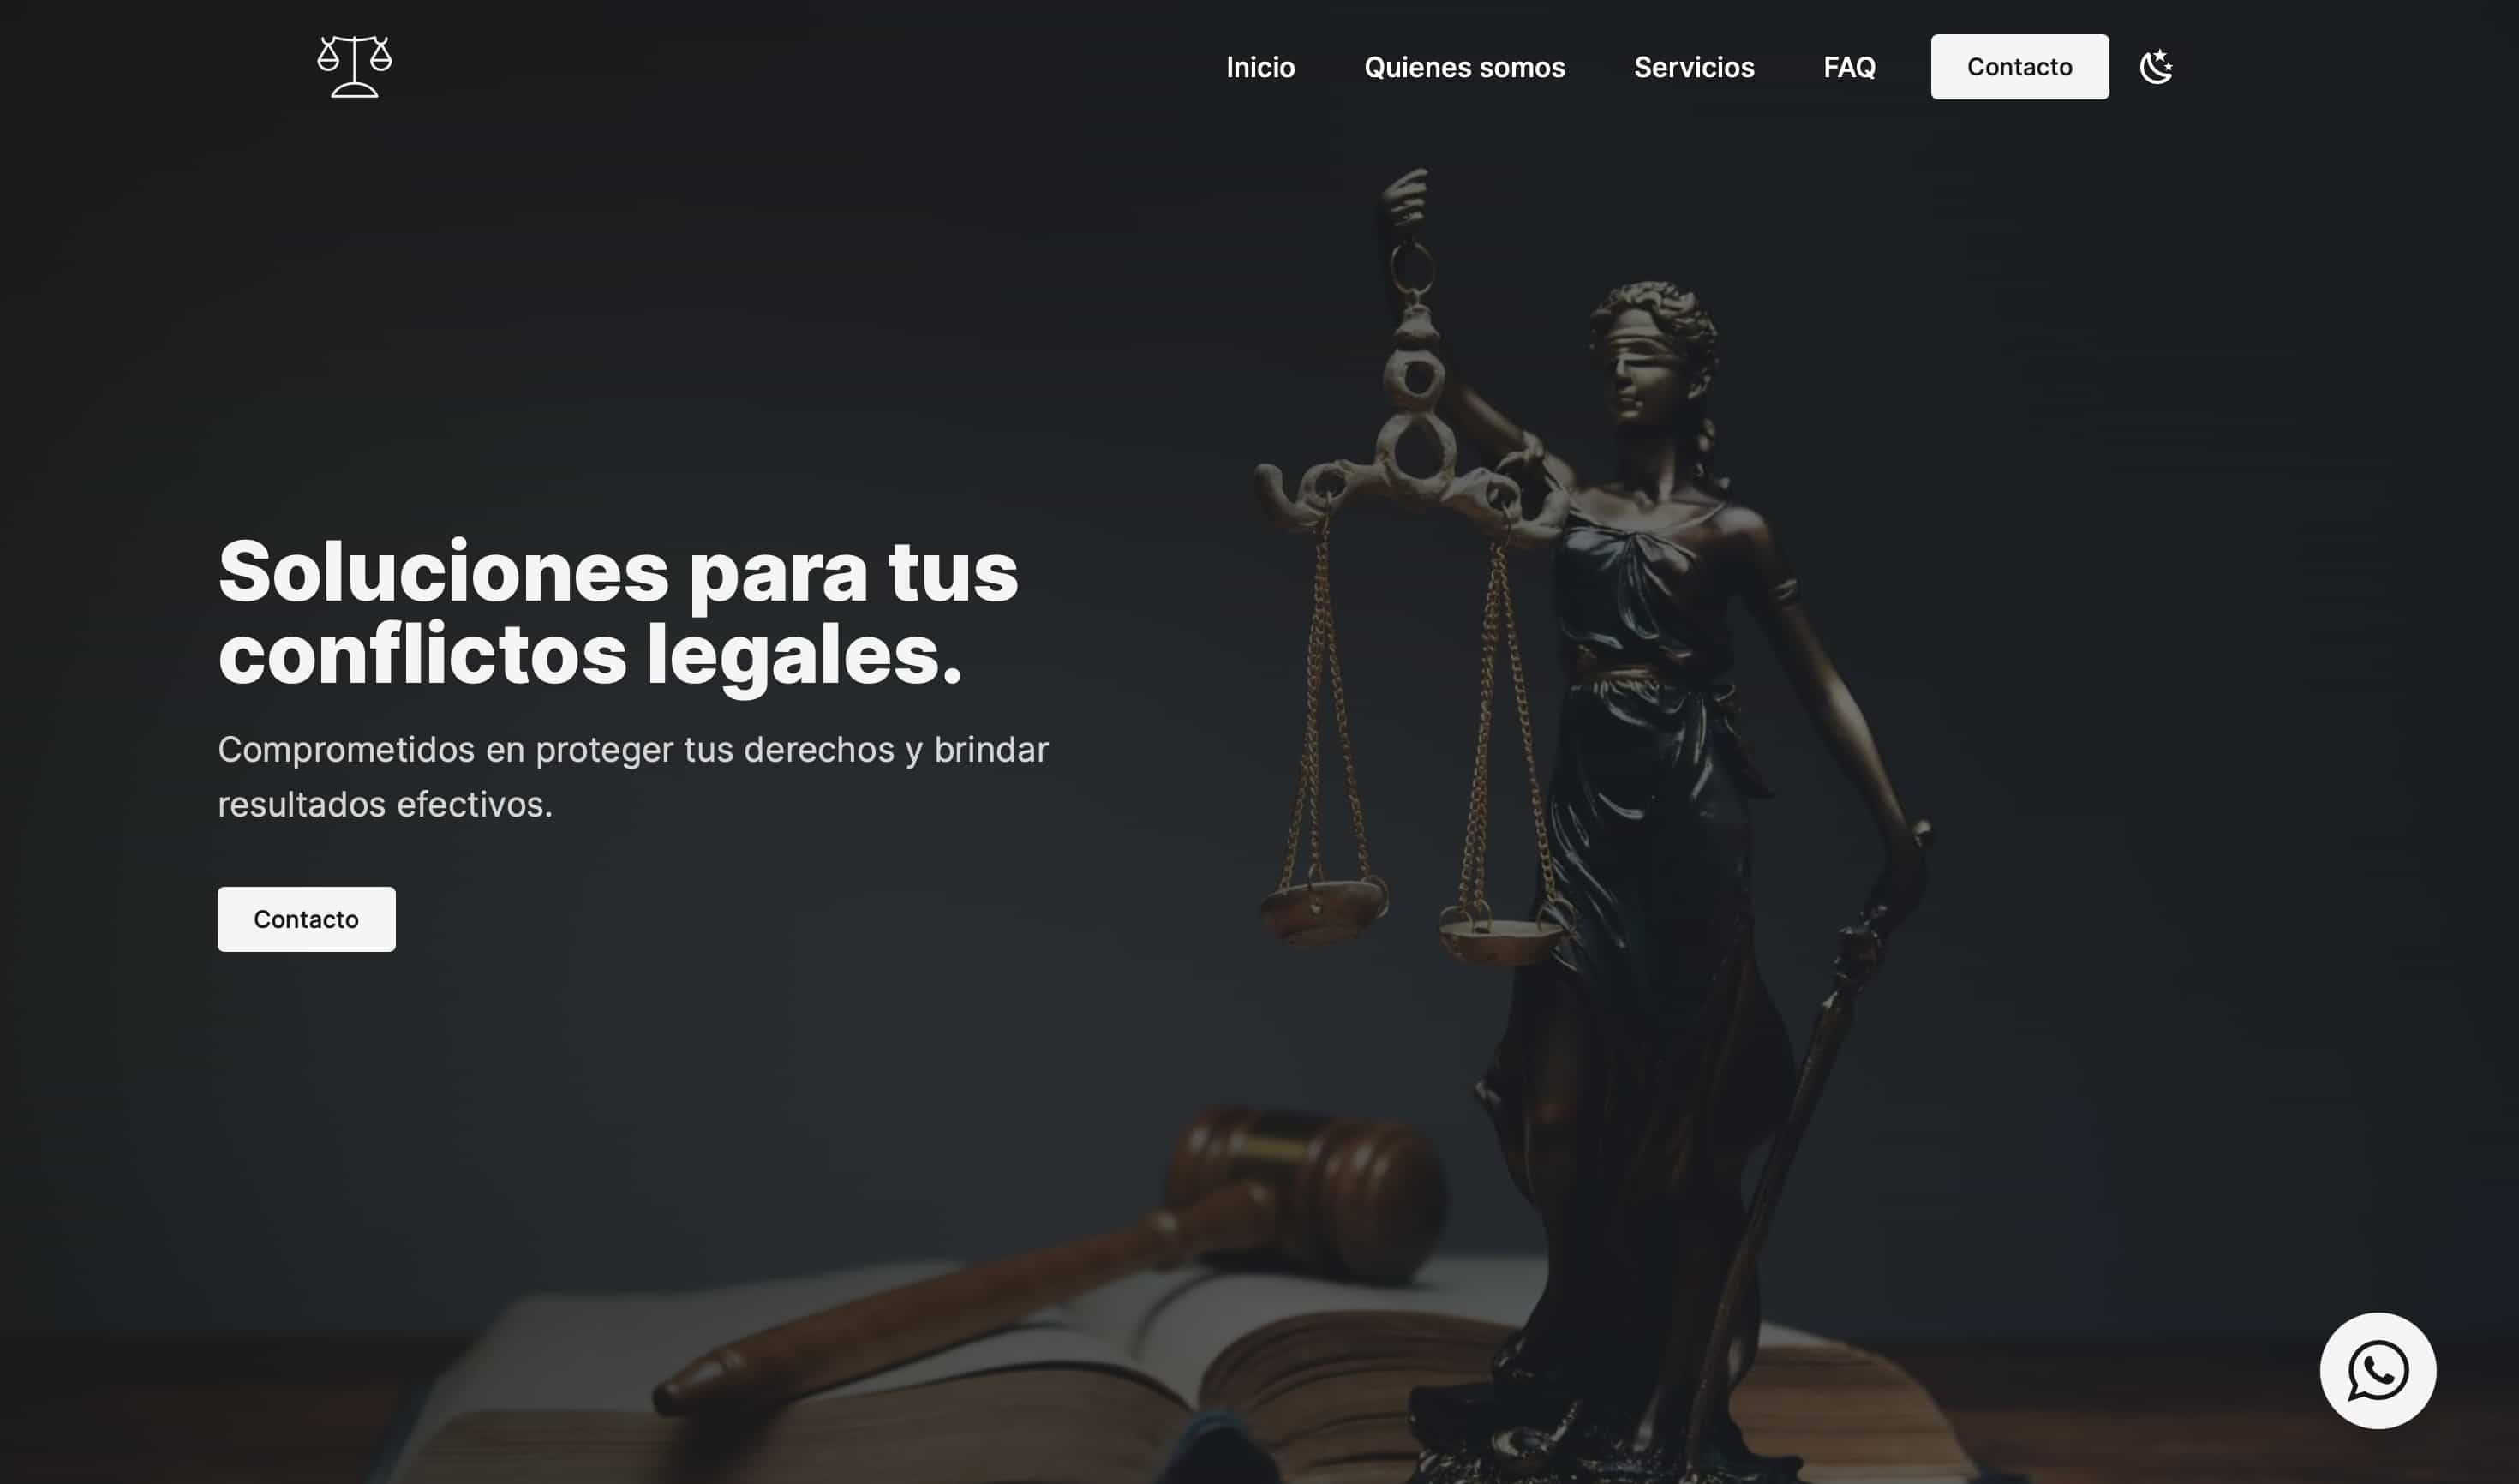 Inicio
Quienes somos
Servicios
FAQ
Contacto
Soluciones para tus
conflictos legales.
Comprometidos en proteger tus derechos y brindar
resultados efectivos.
Contacto